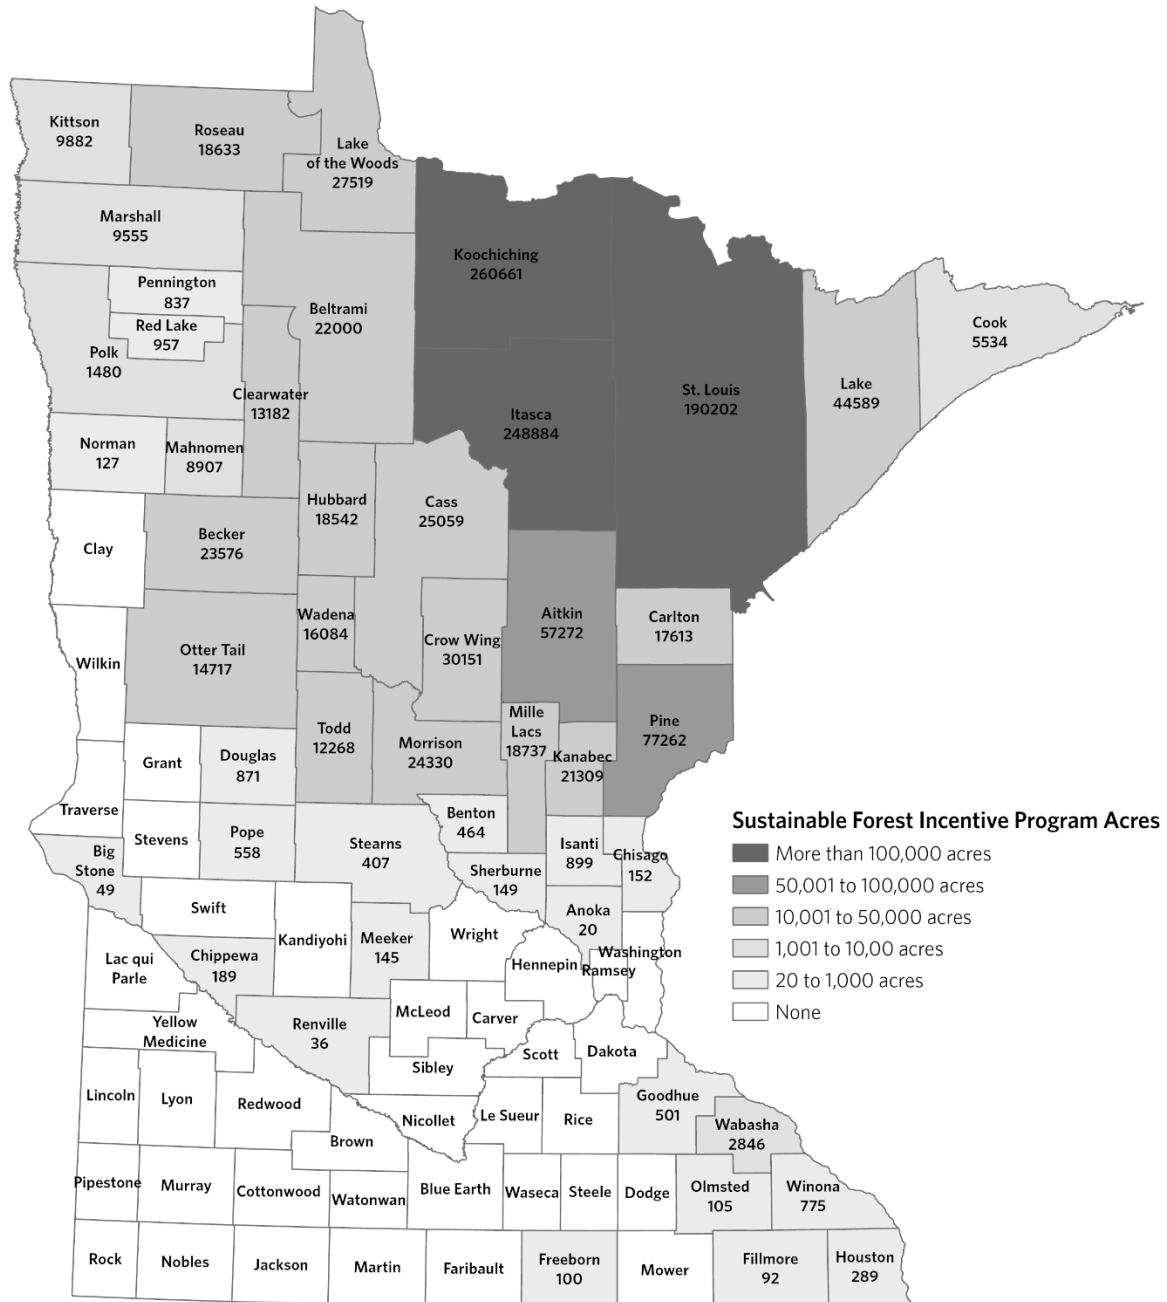 Kittson
9882
Roseau
18633
Lake
of the Woods
27519
Marshall
9555
Koochiching
260661
Pennington
837
Red Lake
957
Polk
1480
Beltrami
22000
Cook
5534
Clearwater
13182
St. Louis
190202
Lake
44589
Itasca
248884
Norman
127
Mahnomen
8907
Hubbard
18542
Cass
25059
Clay
Becker
23576
Wadena
16084
Crow Wing
30151
Aitkin
57272
Carlton
17613
Wilkin
Otter Tail
14717
Todd
12268
Morrison
24330
Mille
Lacs
18737
Kanabec
21309
Pine
77262
Grant
Douglas
871
Traverse
Stevens
Pope
558
Stearns
407
Benton
464
Isanti
899
Chisago
152
Big
Stone
49
Sherburne
149
Swift
Kandiyohi
Meeker
145
Wright
Anoka
20
Washington
Hennepin
Ramsey
Lac qui
Parle
Chippewa
189
Yellow
Medicine
Renville
36
McLeod
Carver
Scott
Dakota
Sibley
Lincoln
Lyon
Redwood
Nicollet
Le Sueur
Rice
Goodhue
501
Wabasha
2846
Brown
Pipestone
Murray
Cottonwood
Watonwan
Blue Earth
Waseca
Steele
Dodge
Olmsted
105
Winona
775
Rock
Nobles
Jackson
Martin
Faribault
Freeborn
100
Mower
Fillmore
92
Houston
289
Sustainable Forest Incentive Program Acres
More than 100,000 acres
50,001 to 100,000 acres
10,001 to 50,000 acres
1,001 to 10,00 acres
20 to 1,000 acres
None